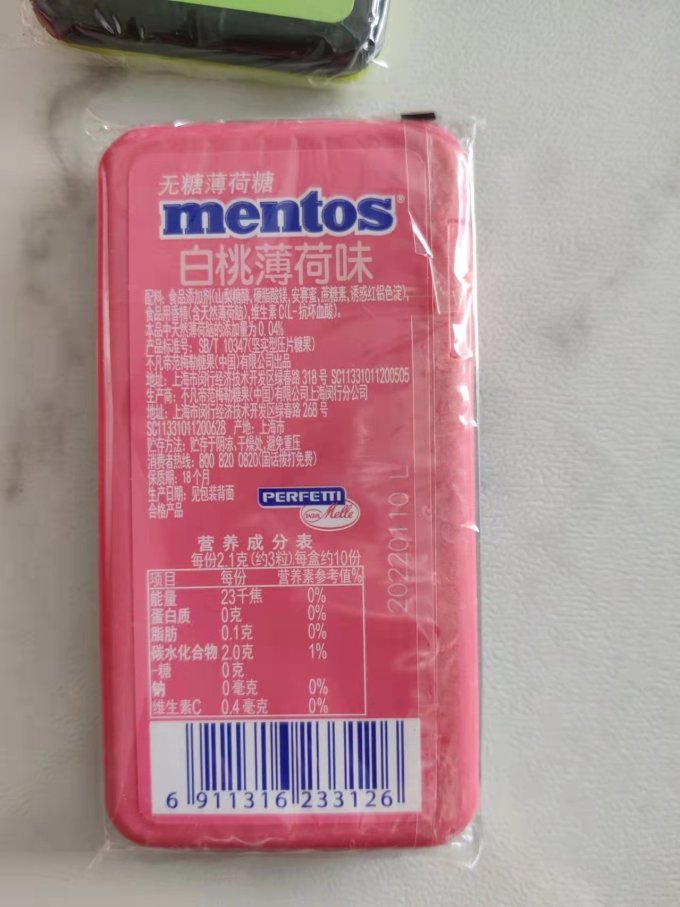 无糖薄荷糖
mentos®
白桃薄荷味
配料: 食品添加剂(山梨糖醇,硬脂酸镁,安赛蜜,蔗糖素,诱惑红铝色淀),
食品用香精(含天然薄荷脑),维生素C(L-抗坏血酸)。
本品中天然薄荷脑的添加量为0.04%
产品标准号: SB/T 10347(坚实型压片糖果)
不凡帝范梅勒糖果(中国)有限公司出品
地址: 上海市闵行经济技术开发区绿春路318号 SC11331011200505
生产商: 不凡帝范梅勒糖果(中国)有限公司上海闵行分公司
地址: 上海市闵行经济技术开发区绿春路268号
SC11331011200628 产地: 上海市
贮存方法: 贮存于阴凉、干燥处,避免重压
消费者热线: 800 820 0820(固话拨打免费)
保质期: 18个月
生产日期: 见包装背面
合格产品
PERFETTI
van Melle
20220110 L
营养成分表
每份2.1克(约3粒),每盒约10份
项目 每份 营养素参考值%
能量 23千焦 0%
蛋白质 0克 0%
脂肪 0.1克 0%
碳水化合物 2.0克 1%
-糖 0克
钠 0毫克 0%
维生素C 0.4毫克 0%
6 911316 233126